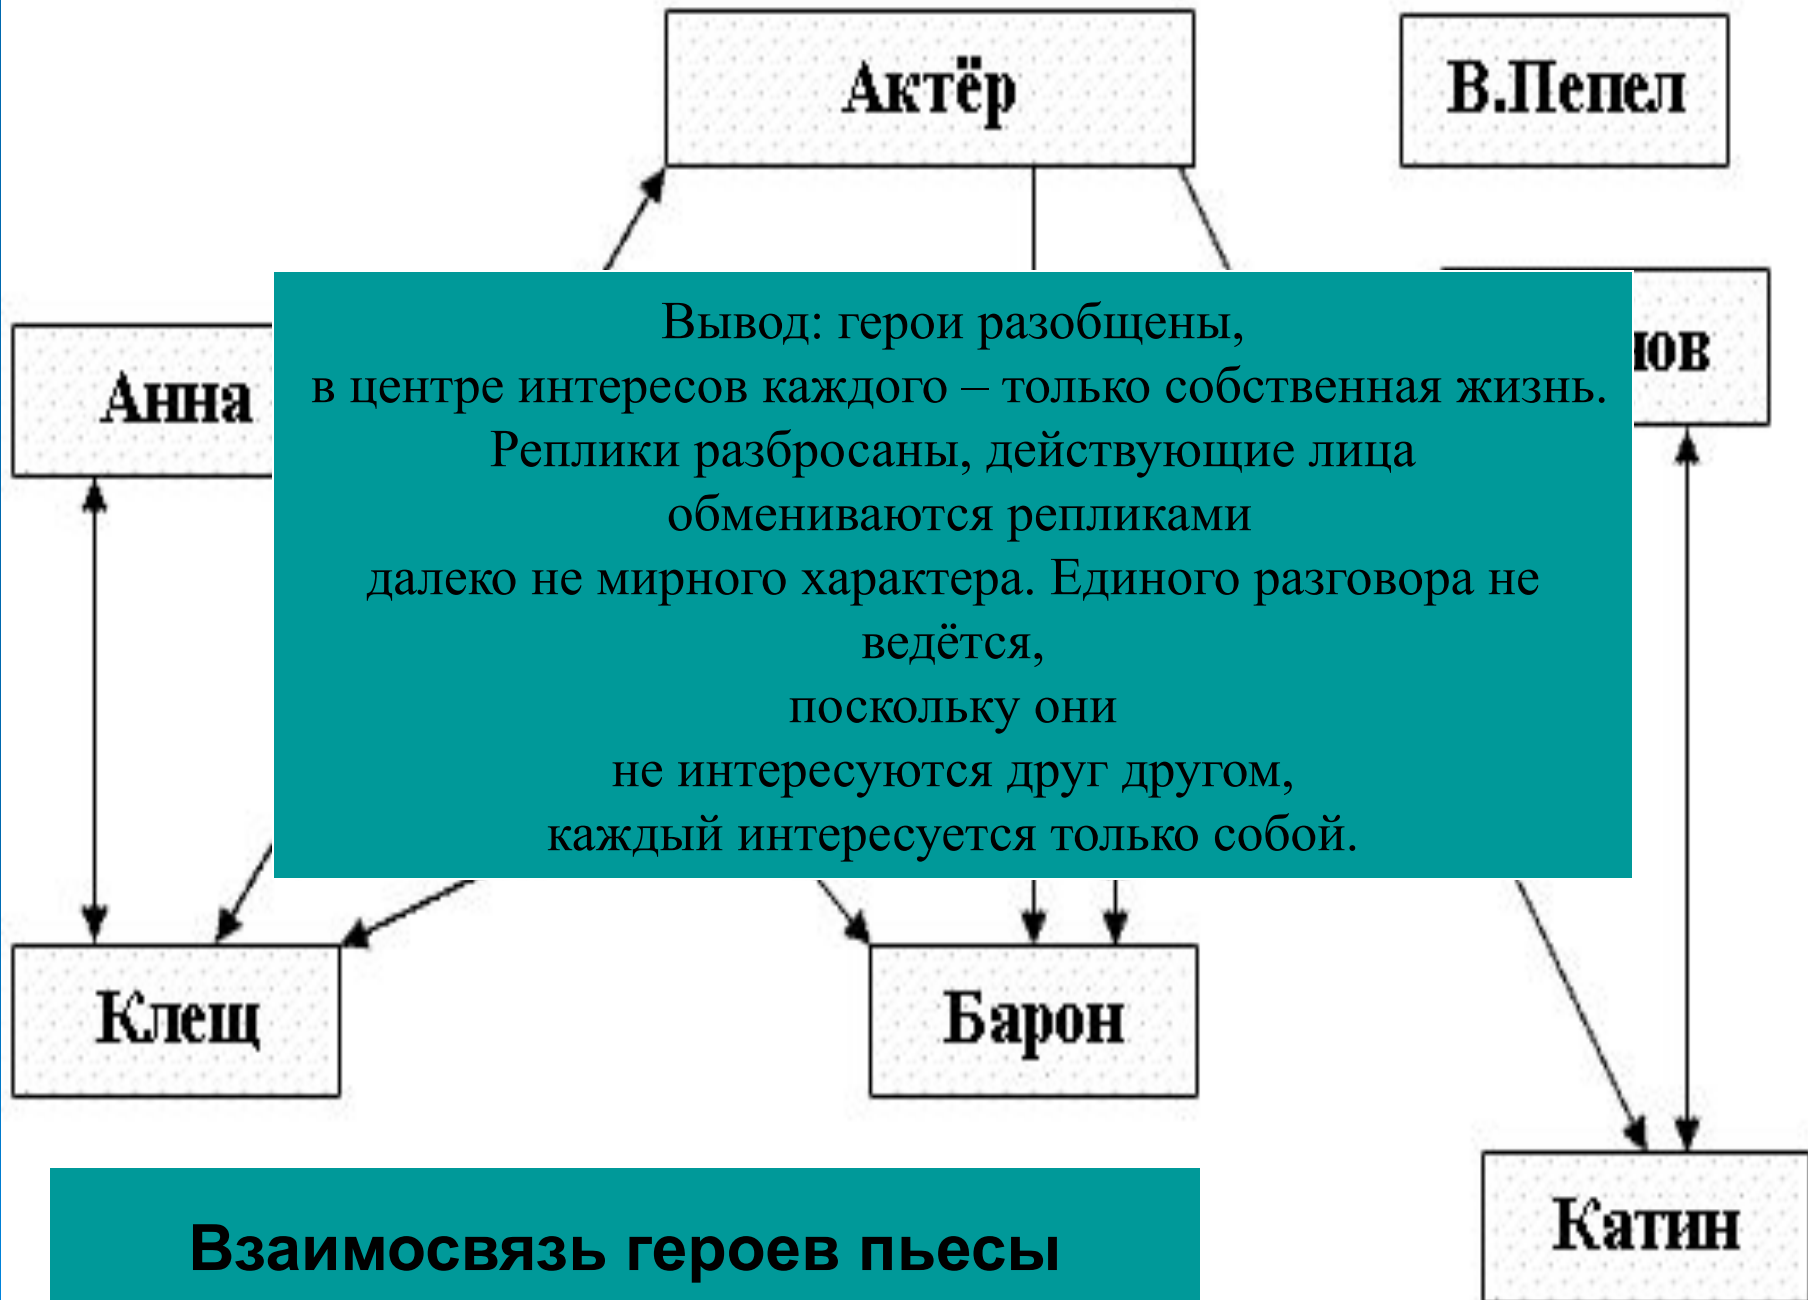 Актёр
В.Пепел
Анна
Вывод: герои разобщены,
в центре интересов каждого – только собственная жизнь.
Реплики разбросаны, действующие лица
обмениваются репликами
далеко не мирного характера. Единого разговора не
ведётся,
поскольку они
не интересуются друг другом,
каждый интересуется только собой.
Клещ
Барон
Катин
Взаимосвязь героев пьесы